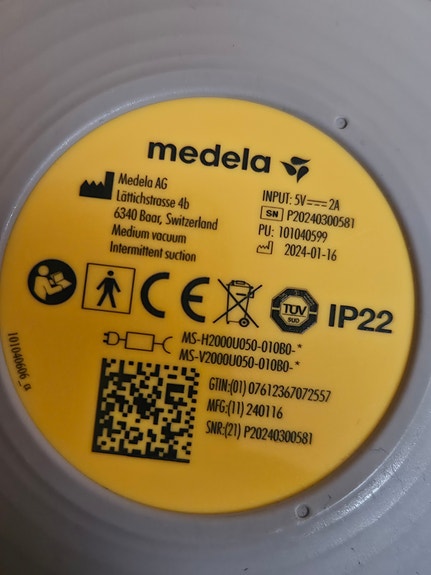 medela
Medela AG
Lättichstrasse 4b
6340 Baar, Switzerland
Medium vacuum
Intermittent suction
INPUT: 5V 2A
SN P20240300581
PU: 101040599
2024-01-16
CE
TÜV
SÜD
IP22
MS-H2000U050-010B0-*
MS-V2000U050-010B0-*
GTIN:(01) 07612367072557
MFG:(11) 240116
SNR:(21) P20240300581
101040606_a